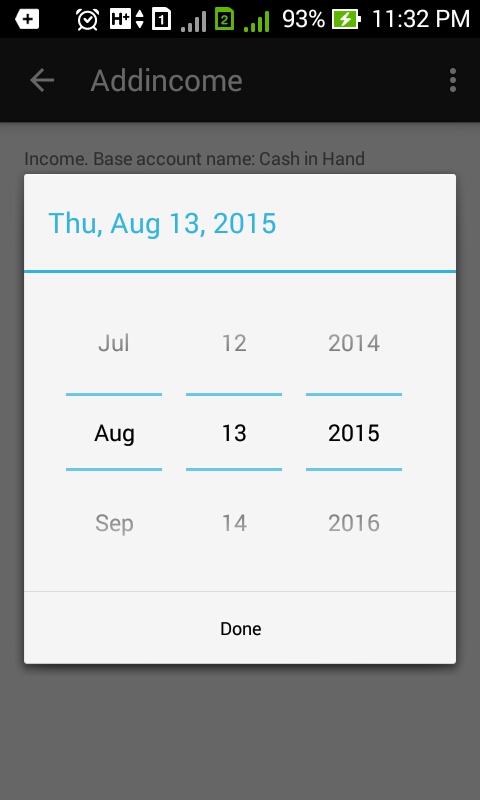 H+ 1 2 93% 11:32 PM
Addincome
Income. Base account name: Cash in Hand
Thu, Aug 13, 2015
Jul 12 2014
Aug 13 2015
Sep 14 2016
Done